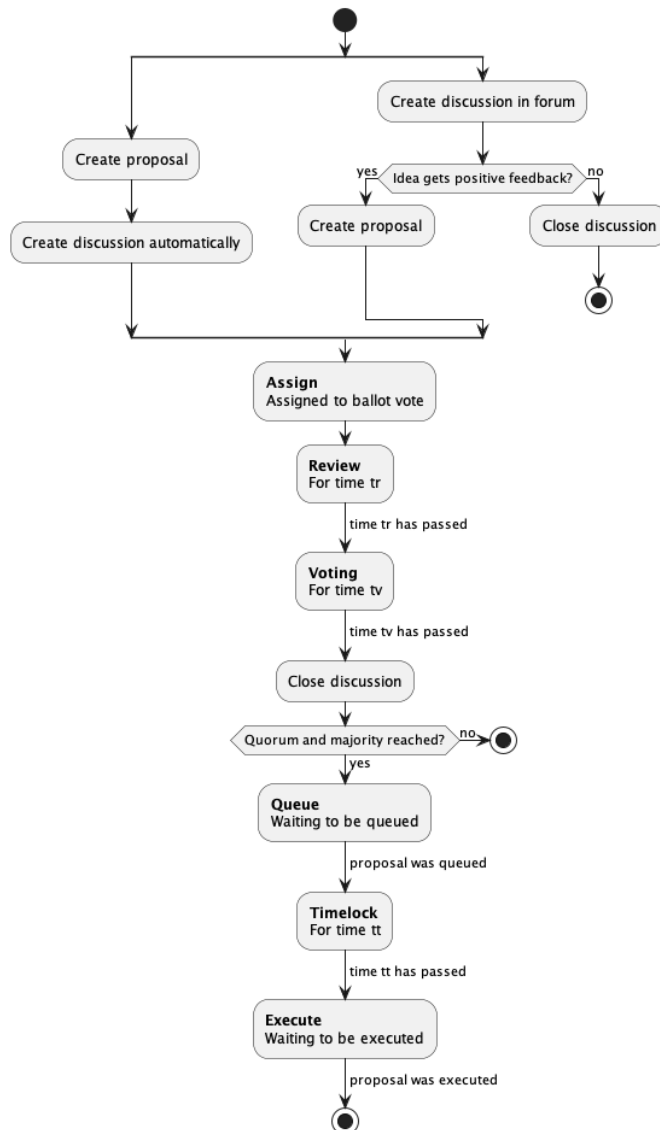 Create discussion in forum
Create proposal
yes
Idea gets positive feedback?
no
Create discussion automatically
Create proposal
Close discussion
Assign
Assigned to ballot vote
Review
For time tr
time tr has passed
Voting
For time tv
time tv has passed
Close discussion
Quorum and majority reached?
no
yes
Queue
Waiting to be queued
proposal was queued
Timelock
For time tt
time tt has passed
Execute
Waiting to be executed
proposal was executed